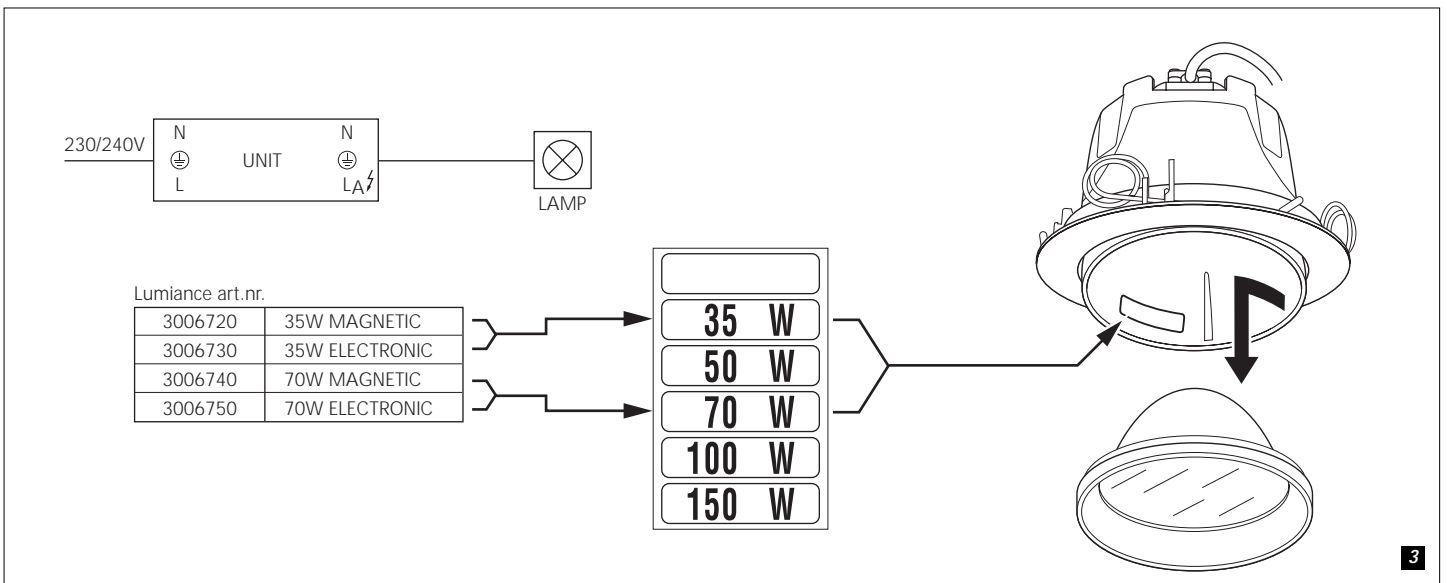 230/240V
N N
UNIT
L LA
LAMP
Lumiance art.nr.
3006720 35W MAGNETIC
3006730 35W ELECTRONIC
3006740 70W MAGNETIC
3006750 70W ELECTRONIC
35 W
50 W
70 W
100 W
150 W
3